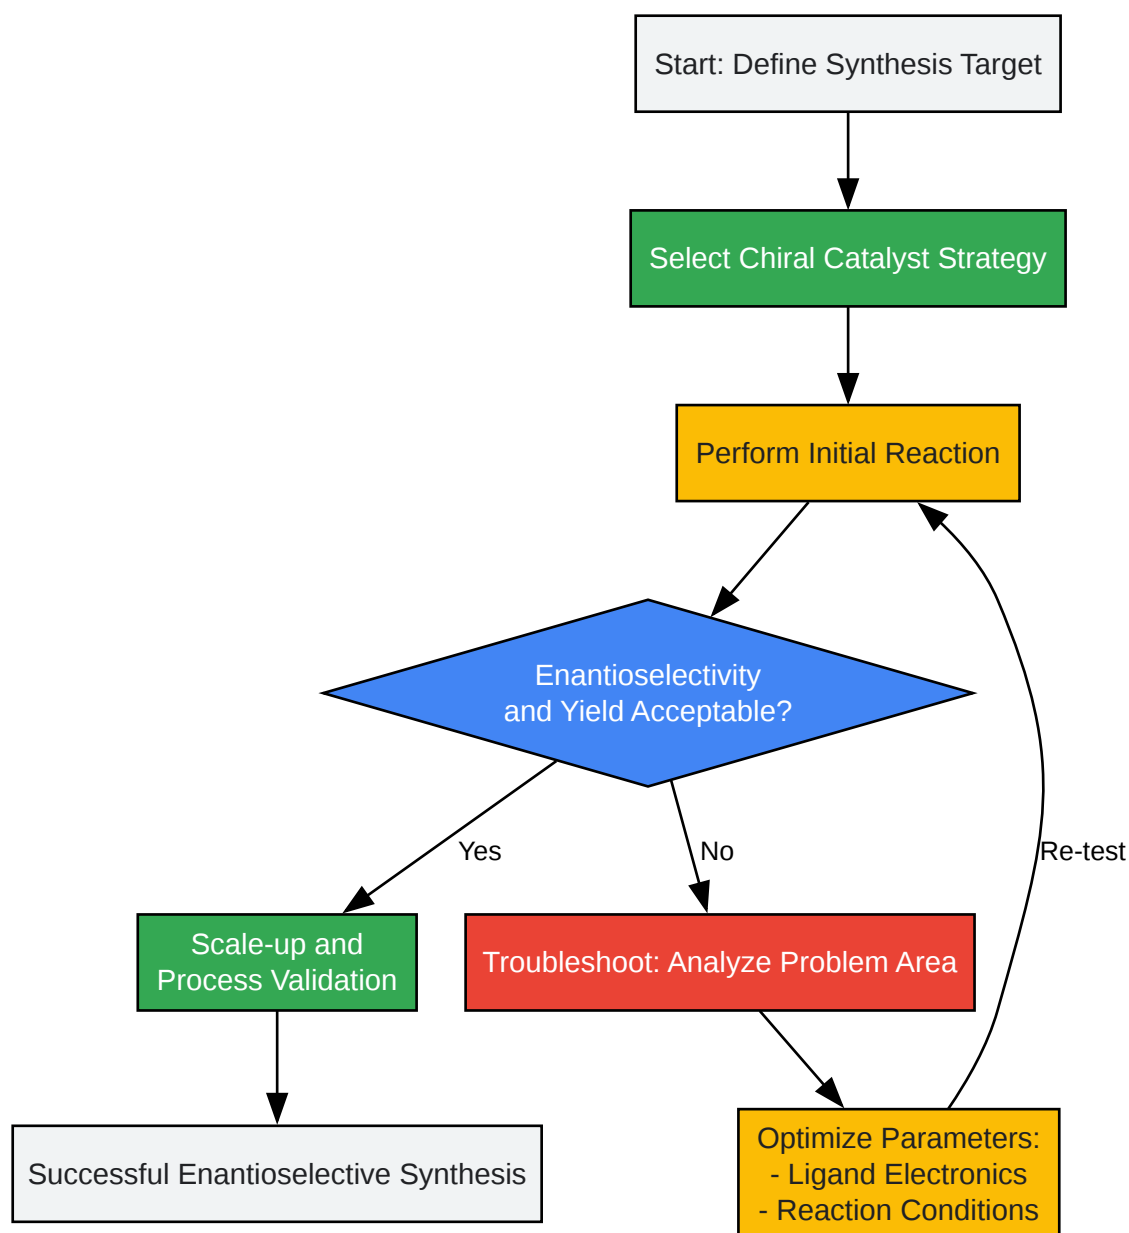 Start: Define Synthesis Target
Select Chiral Catalyst Strategy
Perform Initial Reaction
Enantioselectivity
and Yield Acceptable?
Yes
No
Re-test
Scale-up and
Process Validation
Troubleshoot: Analyze Problem Area
Successful Enantioselective Synthesis
Optimize Parameters:
- Ligand Electronics
- Reaction Conditions